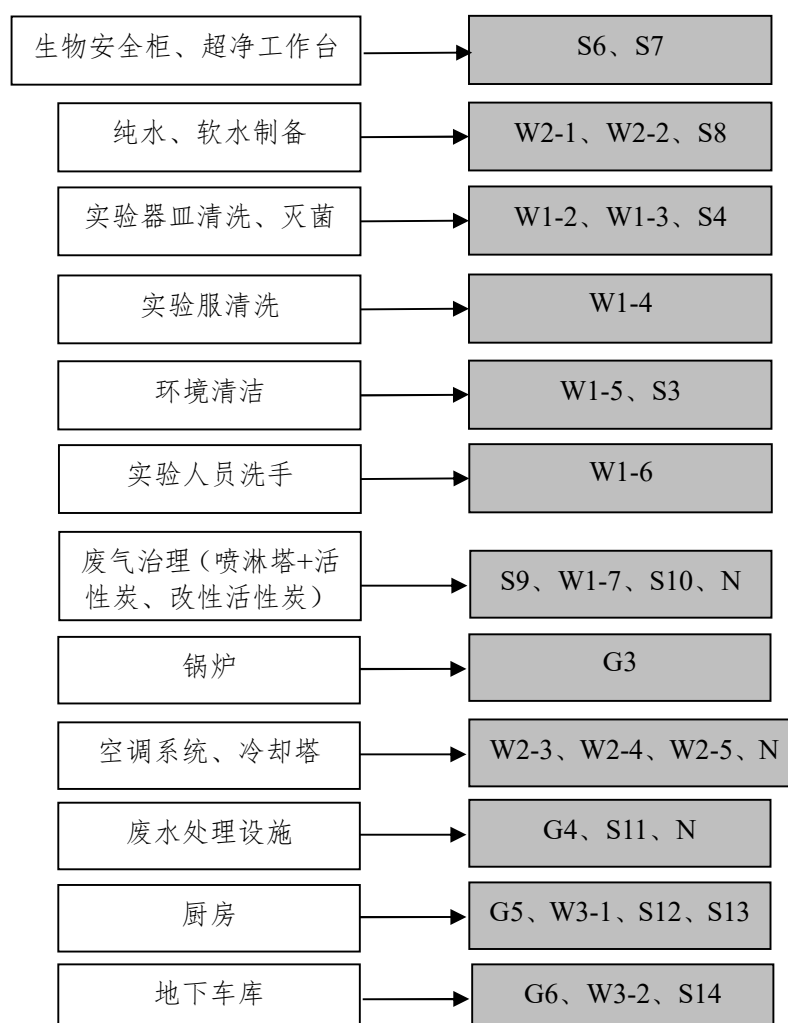 生物安全柜、超净工作台
S6、S7
纯水、软水制备
W2-1、W2-2、S8
实验器皿清洗、灭菌
W1-2、W1-3、S4
实验服清洗
W1-4
环境清洁
W1-5、S3
实验人员洗手
W1-6
废气治理（喷淋塔+活
性炭、改性活性炭）
S9、W1-7、S10、N
锅炉
G3
空调系统、冷却塔
W2-3、W2-4、W2-5、N
废水处理设施
G4、S11、N
厨房
G5、W3-1、S12、S13
地下车库
G6、W3-2、S14